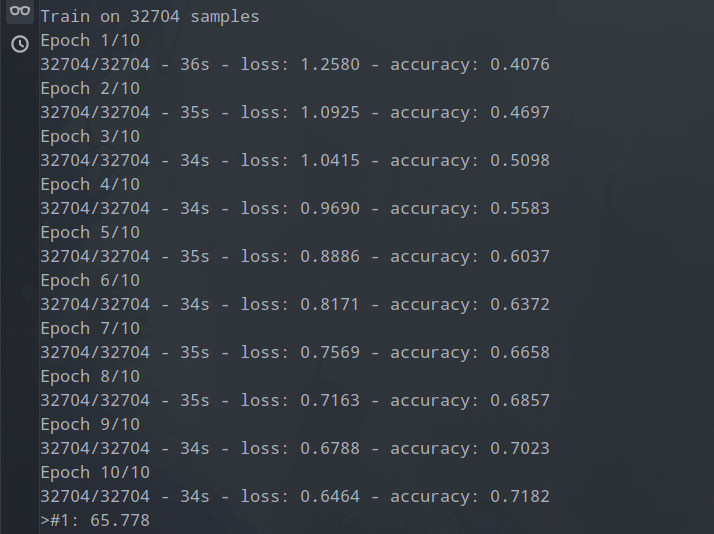 Train on 32704 samples
Epoch 1/10
32704/32704 - 36s - loss: 1.2580 - accuracy: 0.4076
Epoch 2/10
32704/32704 - 35s - loss: 1.0925 - accuracy: 0.4697
Epoch 3/10
32704/32704 - 34s - loss: 1.0415 - accuracy: 0.5098
Epoch 4/10
32704/32704 - 34s - loss: 0.9690 - accuracy: 0.5583
Epoch 5/10
32704/32704 - 35s - loss: 0.8886 - accuracy: 0.6037
Epoch 6/10
32704/32704 - 34s - loss: 0.8171 - accuracy: 0.6372
Epoch 7/10
32704/32704 - 35s - loss: 0.7569 - accuracy: 0.6658
Epoch 8/10
32704/32704 - 35s - loss: 0.7163 - accuracy: 0.6857
Epoch 9/10
32704/32704 - 34s - loss: 0.6788 - accuracy: 0.7023
Epoch 10/10
32704/32704 - 34s - loss: 0.6464 - accuracy: 0.7182
>#1: 65.778